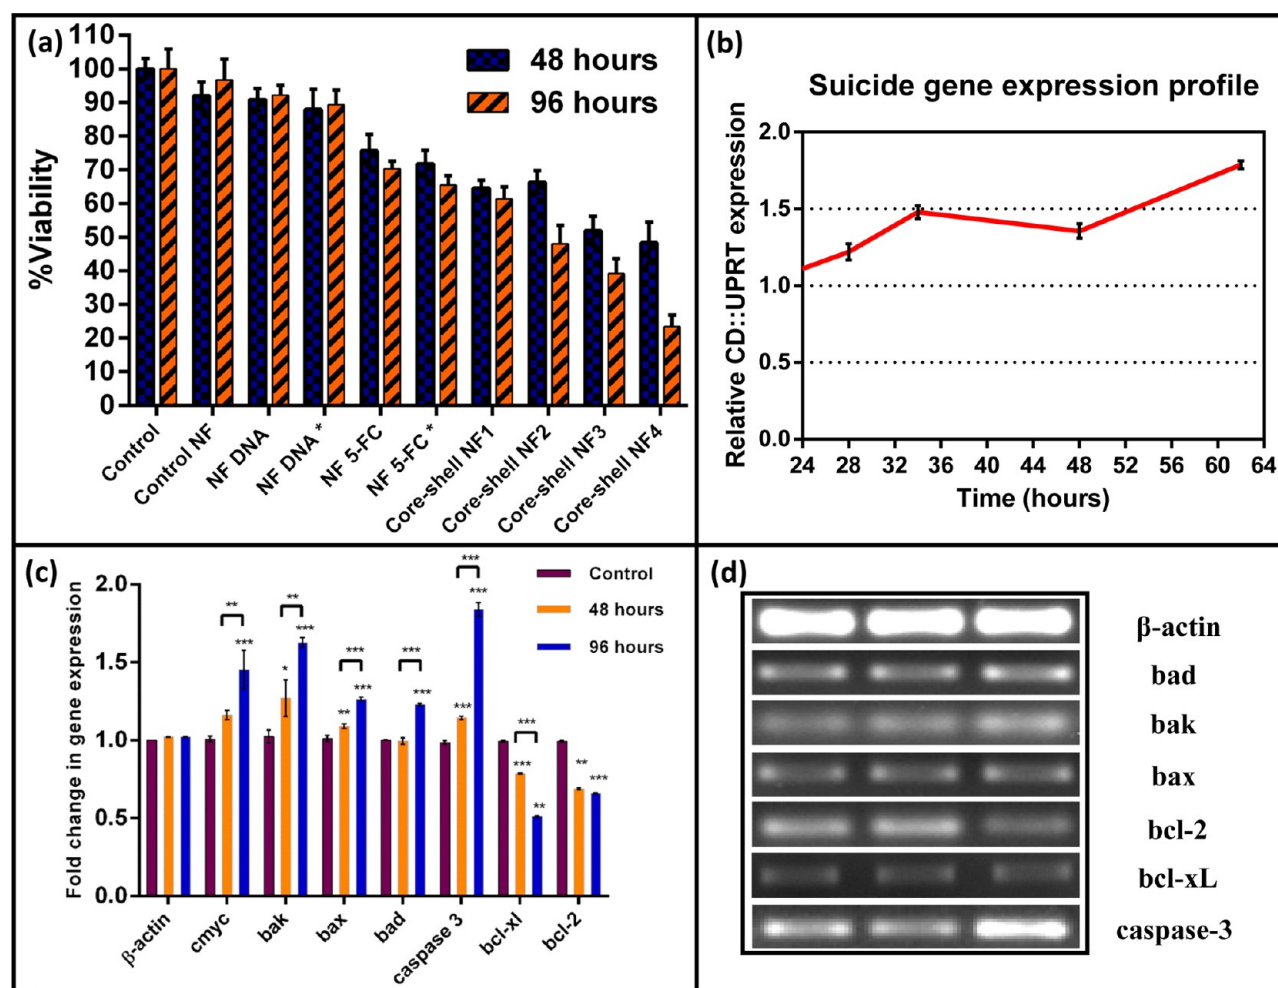 (a)
110
100
90
80
70
60
50
40
30
20
10
0
%Viability
48 hours
96 hours
Control
Control NF
NF DNA
NF DNA *
NF 5-FC
NF 5-FC *
Core-shell NF1
Core-shell NF2
Core-shell NF3
Core-shell NF4
(b)
Suicide gene expression profile
Relative CD::UPRT expression
2.0
1.5
1.0
0.5
0.0
24 28 32 36 40 44 48 52 56 60 64
Time (hours)
(c)
Fold change in gene expression
2.0
1.5
1.0
0.5
0.0
Control
48 hours
96 hours
**
***
**
*
***
***
**
***
***
***
***
***
***
***
***
**
**
***
β-actin
cmyc
bak
bax
bad
caspase 3
bcl-xl
bcl-2
(d)
β-actin
bad
bak
bax
bcl-2
bcl-xL
caspase-3